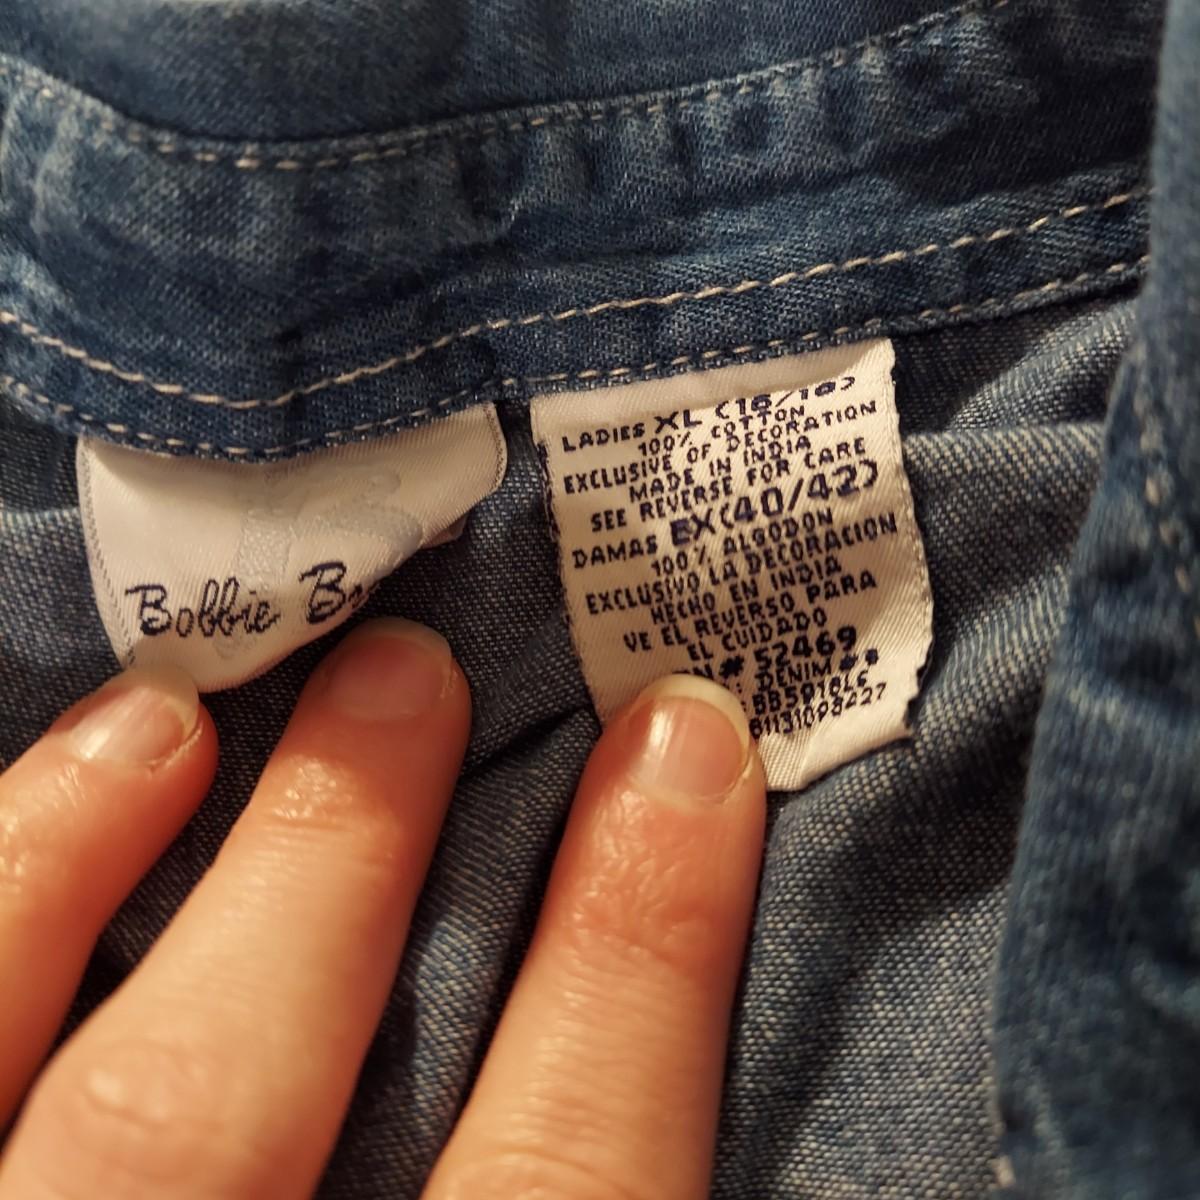 Bobbie
LADIES XL (16/18)
100% COTTON
EXCLUSIVE OF DECORATION
MADE IN INDIA
SEE REVERSE FOR CARE
DAMAS EX(40/42)
100% ALGODON
EXCLUSIVO LA DECORACION
HECHO EN INDIA
VE EL REVERSO PARA
EL CUIDADO
N# 52469
: DENIM